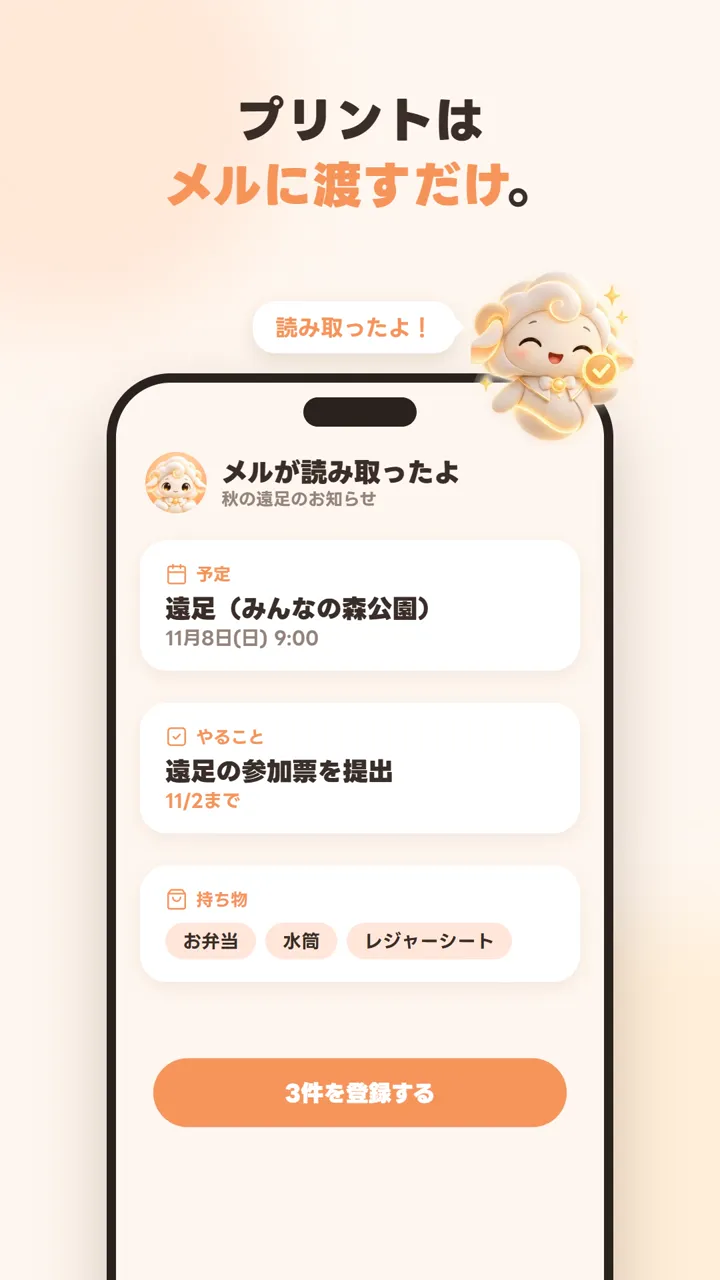 プリントは
メルに渡すだけ。
読み取ったよ！
メルが読み取ったよ
秋の遠足のお知らせ
予定
遠足（みんなの森公園）
11月8日(日) 9:00
やること
遠足の参加票を提出
11/2まで
持ち物
お弁当 水筒 レジャーシート
3件を登録する